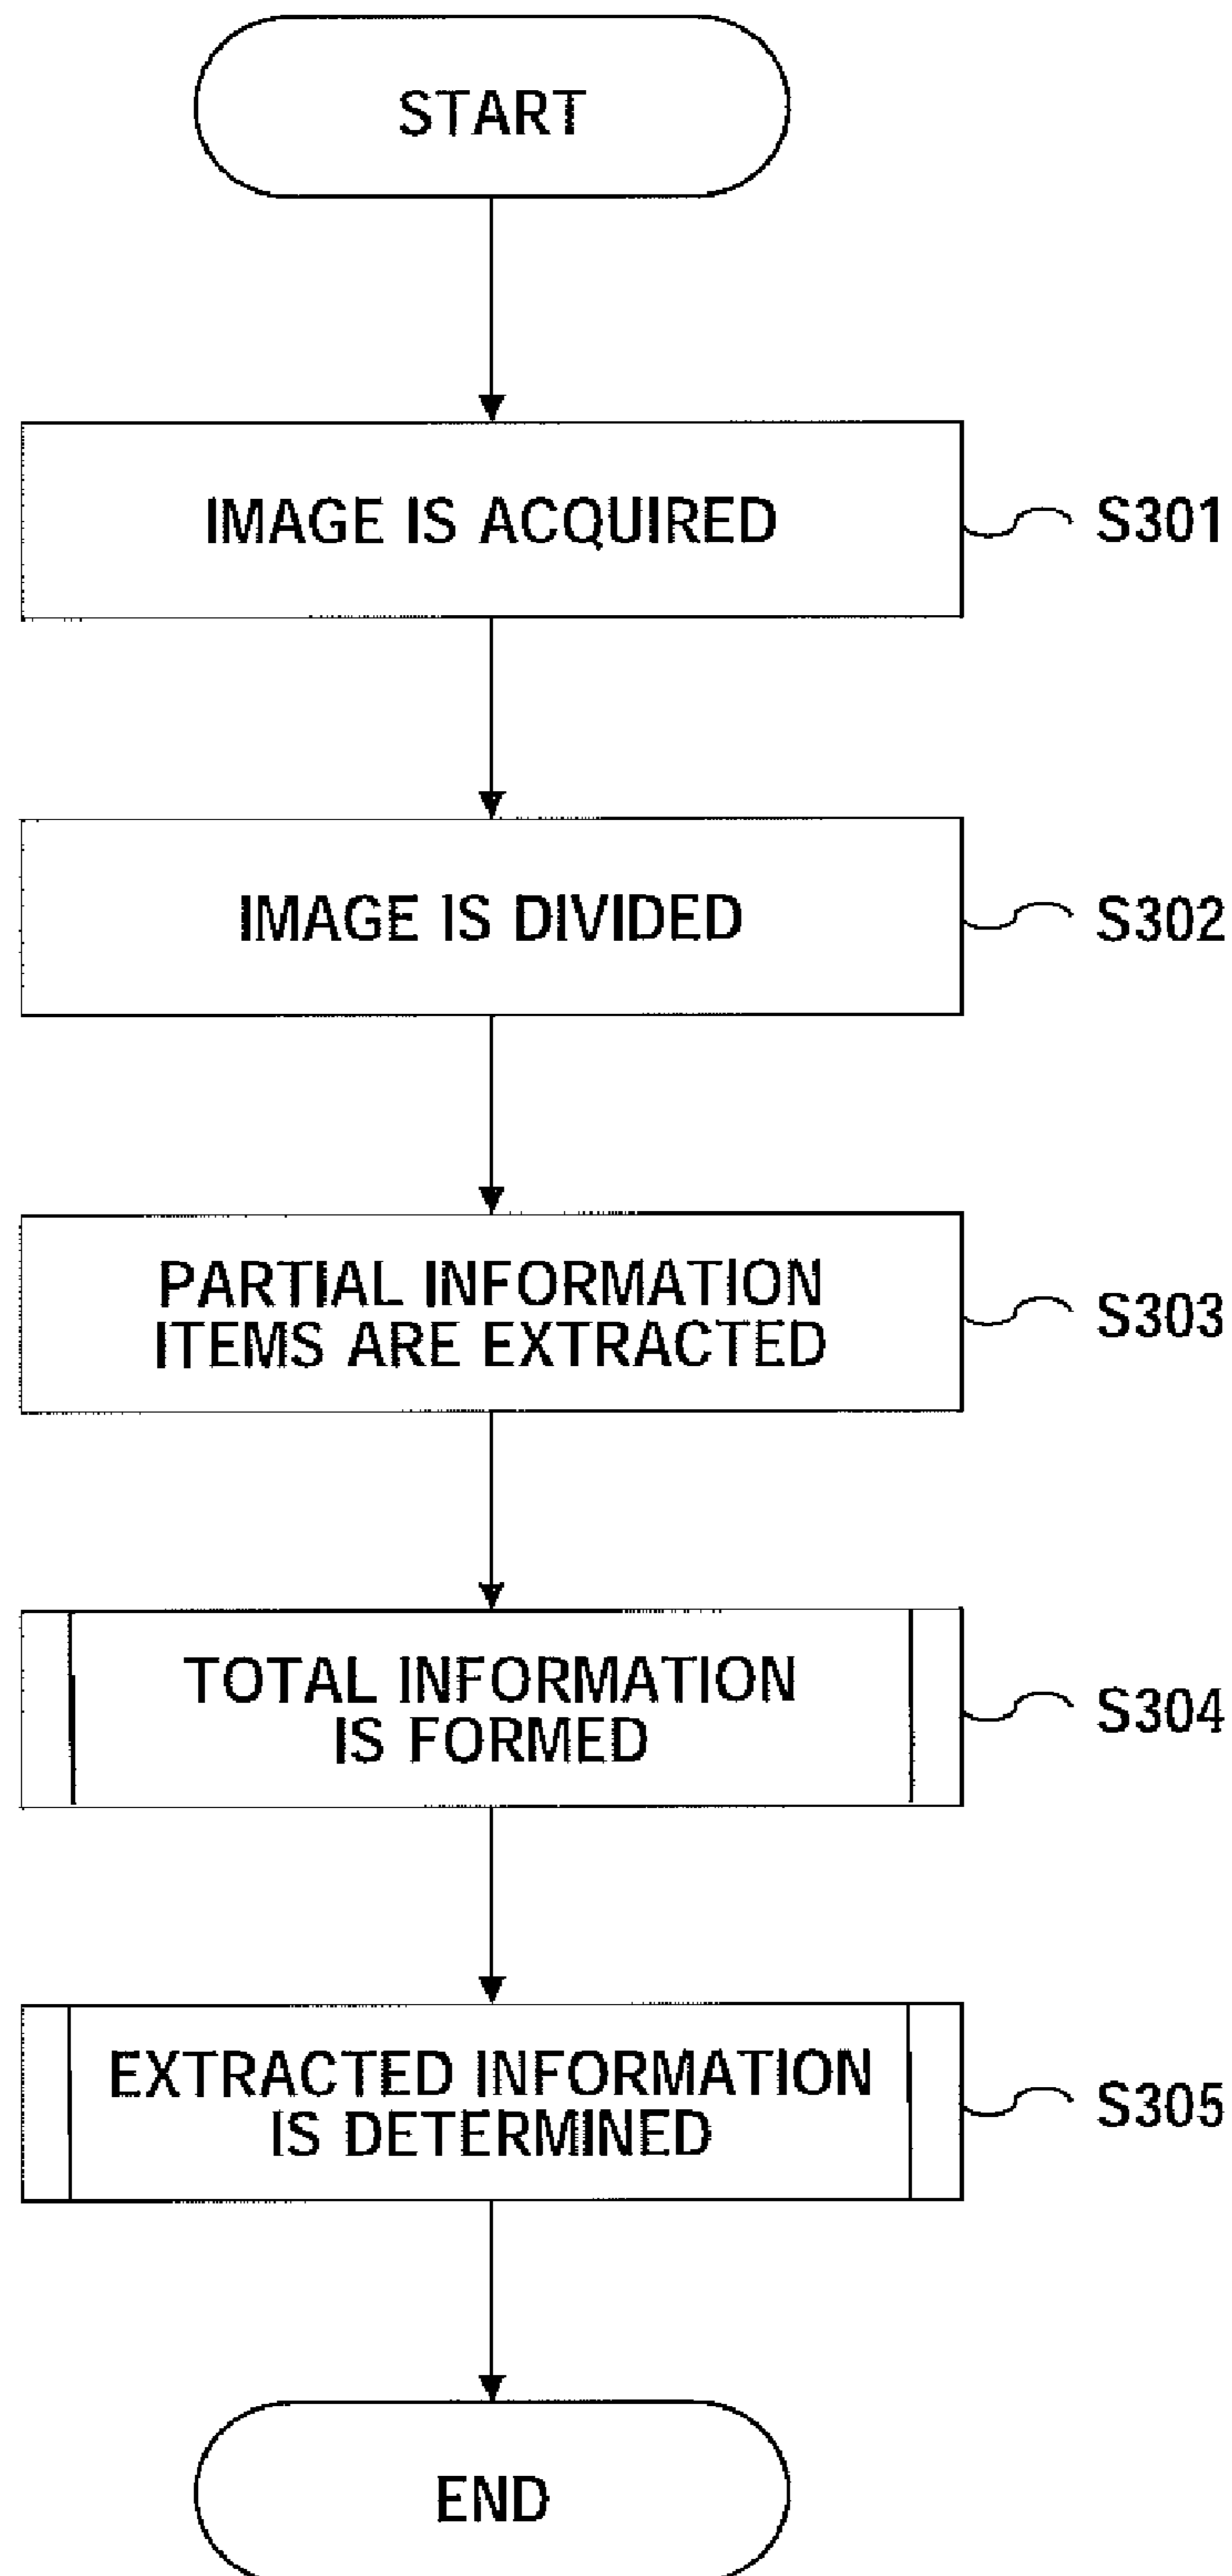 START
IMAGE IS ACQUIRED
S301
IMAGE IS DIVIDED
S302
PARTIAL INFORMATION
ITEMS ARE EXTRACTED
S303
TOTAL INFORMATION
IS FORMED
S304
EXTRACTED INFORMATION
IS DETERMINED
S305
END